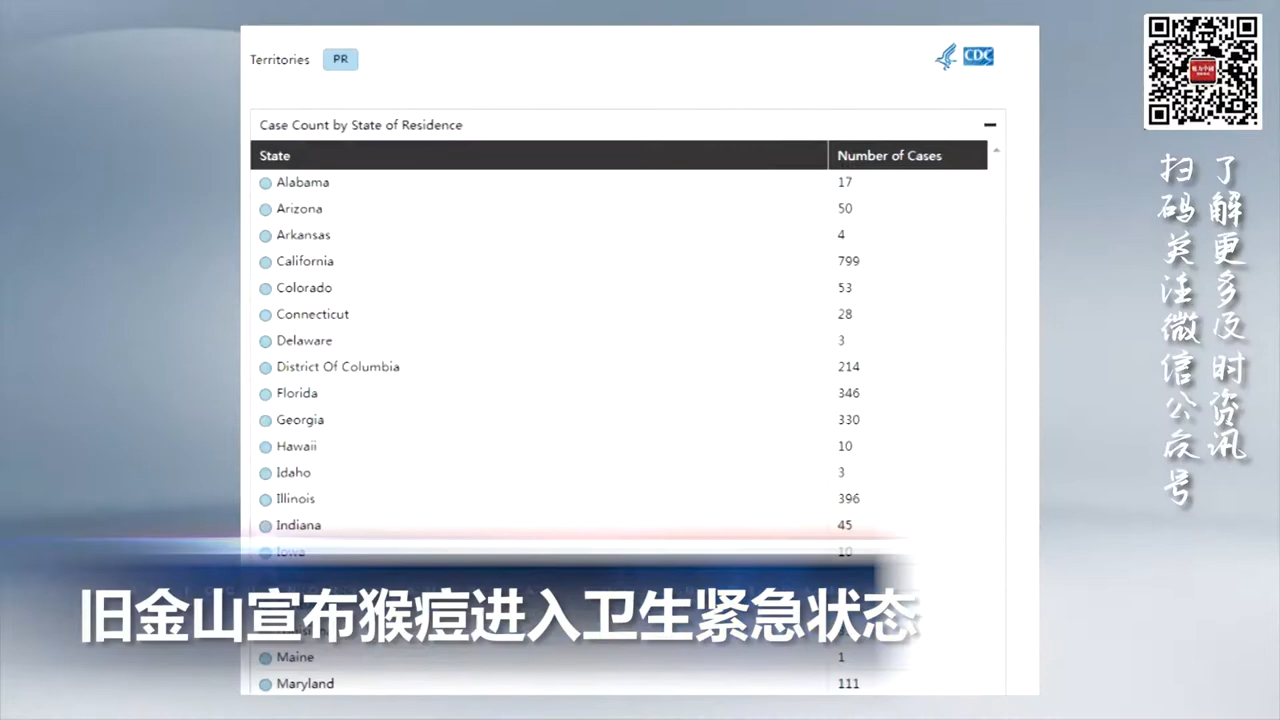 Territories PR
CDC
Case Count by State of Residence
State Number of Cases
Alabama 17
Arizona 50
Arkansas 4
California 799
Colorado 53
Connecticut 28
Delaware 3
District Of Columbia 214
Florida 346
Georgia 330
Hawaii 10
Idaho 3
Illinois 396
Indiana 45
Iowa 10
旧金山宣布猴痘进入卫生紧急状态
Maine 1
Maryland 111
了解更多及时资讯
扫码关注微信公众号